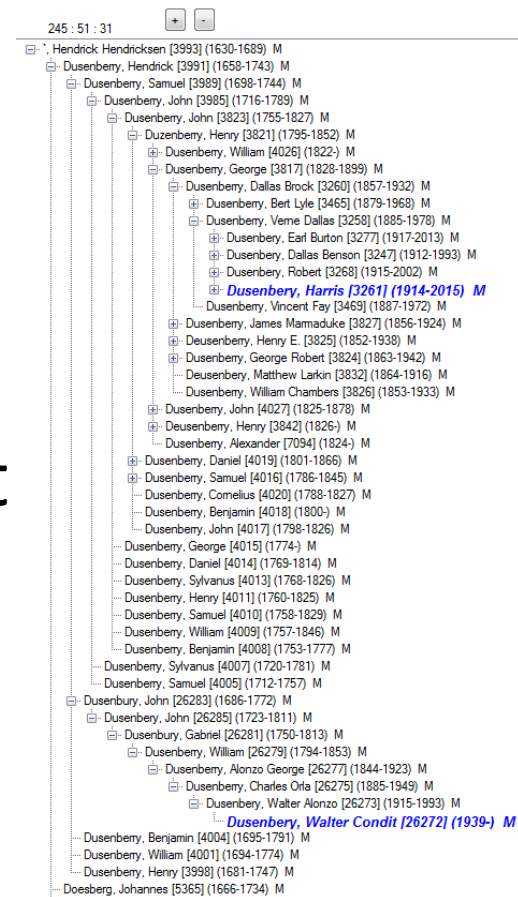 245 : 51 : 31
+ -
`, Hendrick Hendricksen [3993] (1630-1689) M
Dusenberry, Hendrick [3991] (1658-1743) M
Dusenberry, Samuel [3989] (1698-1744) M
Dusenberry, John [3985] (1716-1789) M
Dusenberry, John [3823] (1755-1827) M
Duzenberry, Henry [3821] (1795-1852) M
Dusenberry, William [4026] (1822-) M
Dusenberry, George [3817] (1828-1899) M
Dusenberry, Dallas Brock [3260] (1857-1932) M
Dusenbery, Bert Lyle [3465] (1879-1968) M
Dusenbery, Verne Dallas [3258] (1885-1978) M
Dusenbery, Earl Burton [3277] (1917-2013) M
Dusenbery, Dallas Benson [3247] (1912-1993) M
Dusenbery, Robert [3268] (1915-2002) M
Dusenbery, Harris [3261] (1914-2015) M
Dusenberry, Vincent Fay [3469] (1887-1972) M
Dusenberry, James Marmaduke [3827] (1856-1924) M
Deusenberry, Henry E. [3825] (1852-1938) M
Dusenberry, George Robert [3824] (1863-1942) M
Deusenberry, Matthew Larkin [3832] (1864-1916) M
Dusenberry, William Chambers [3826] (1853-1933) M
Dusenberry, John [4027] (1825-1878) M
Deusenberry, Henry [3842] (1826-) M
Dusenberry, Alexander [7094] (1824-) M
Dusenberry, Daniel [4019] (1801-1866) M
Dusenberry, Samuel [4016] (1786-1845) M
Dusenberry, Cornelius [4020] (1788-1827) M
Dusenberry, Benjamin [4018] (1800-) M
Dusenberry, John [4017] (1798-1826) M
Dusenberry, George [4015] (1774-) M
Dusenberry, Daniel [4014] (1769-1814) M
Dusenberry, Sylvanus [4013] (1768-1826) M
Dusenberry, Henry [4011] (1760-1825) M
Dusenberry, Samuel [4010] (1758-1829) M
Dusenberry, William [4009] (1757-1846) M
Dusenberry, Benjamin [4008] (1753-1777) M
Dusenberry, Sylvanus [4007] (1720-1781) M
Dusenberry, Samuel [4005] (1712-1757) M
Dusenbury, John [26283] (1686-1772) M
Dusenbery, John [26285] (1723-1811) M
Dusenbury, Gabriel [26281] (1750-1813) M
Dusenberry, William [26279] (1794-1853) M
Dusenberry, Alonzo George [26277] (1844-1923) M
Dusenberry, Charles Orla [26275] (1885-1949) M
Dusenbery, Walter Alonzo [26273] (1915-1993) M
Dusenbery, Walter Condit [26272] (1939-) M
Dusenberry, Benjamin [4004] (1695-1791) M
Dusenberry, William [4001] (1694-1774) M
Dusenberry, Henry [3998] (1681-1747) M
Doesberg, Johannes [5365] (1666-1734) M
t